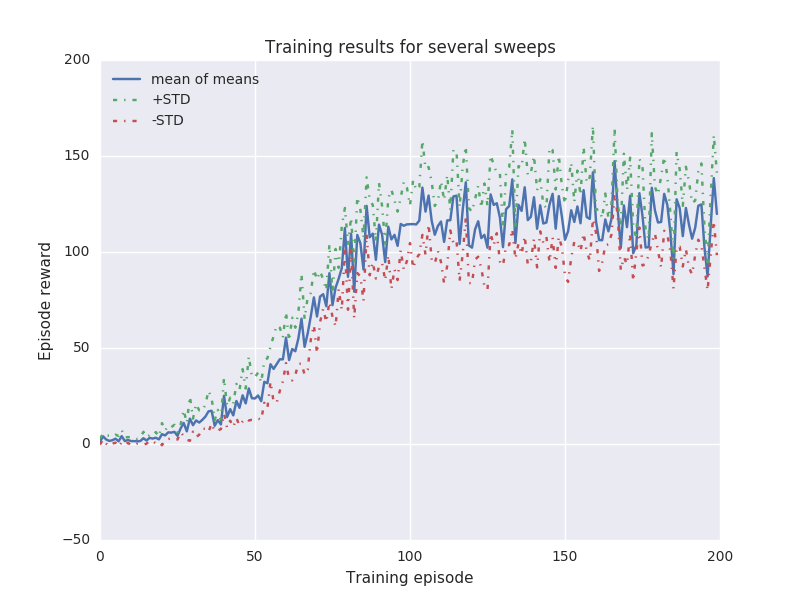 Training results for several sweeps
mean of means
+STD
-STD
200
150
100
50
0
−50
Episode reward
0 50 100 150 200
Training episode